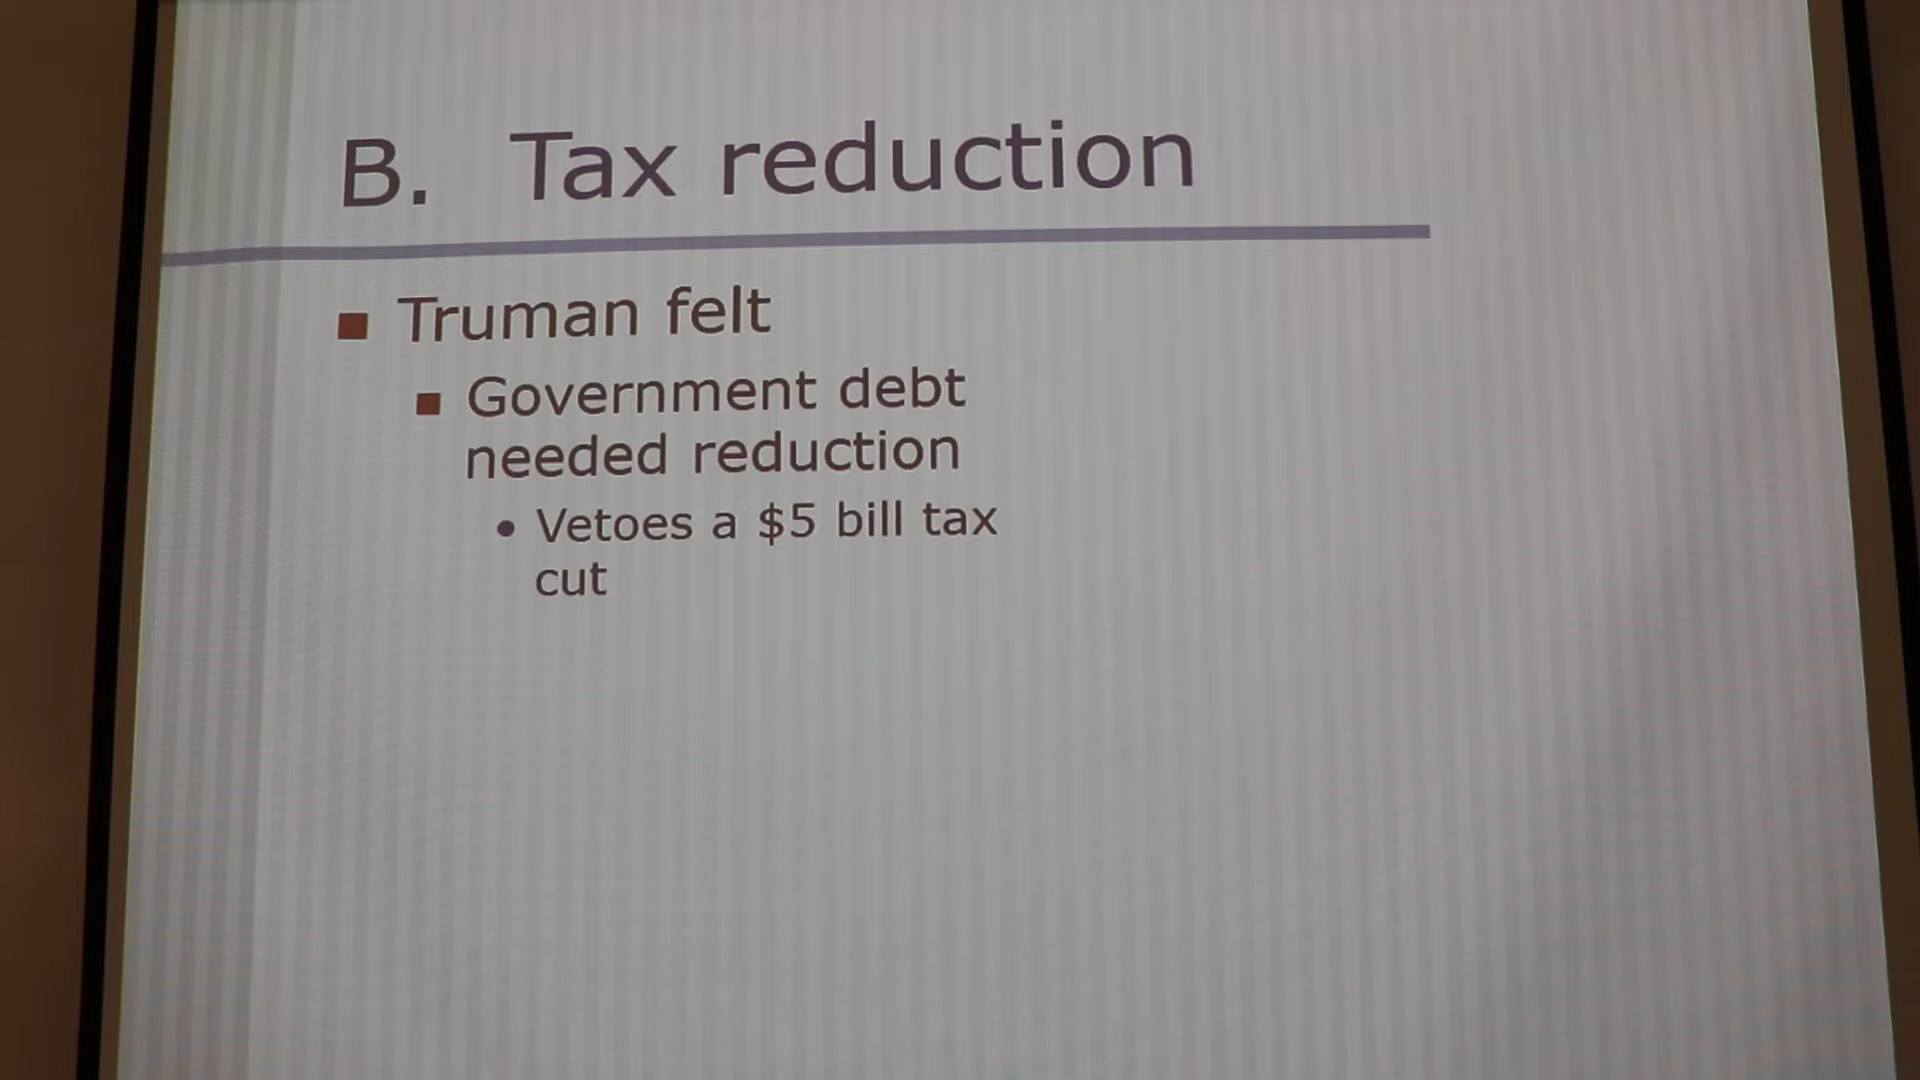 B. Tax reduction
Truman felt
Government debt
needed reduction
Vetoes a $5 bill tax
cut